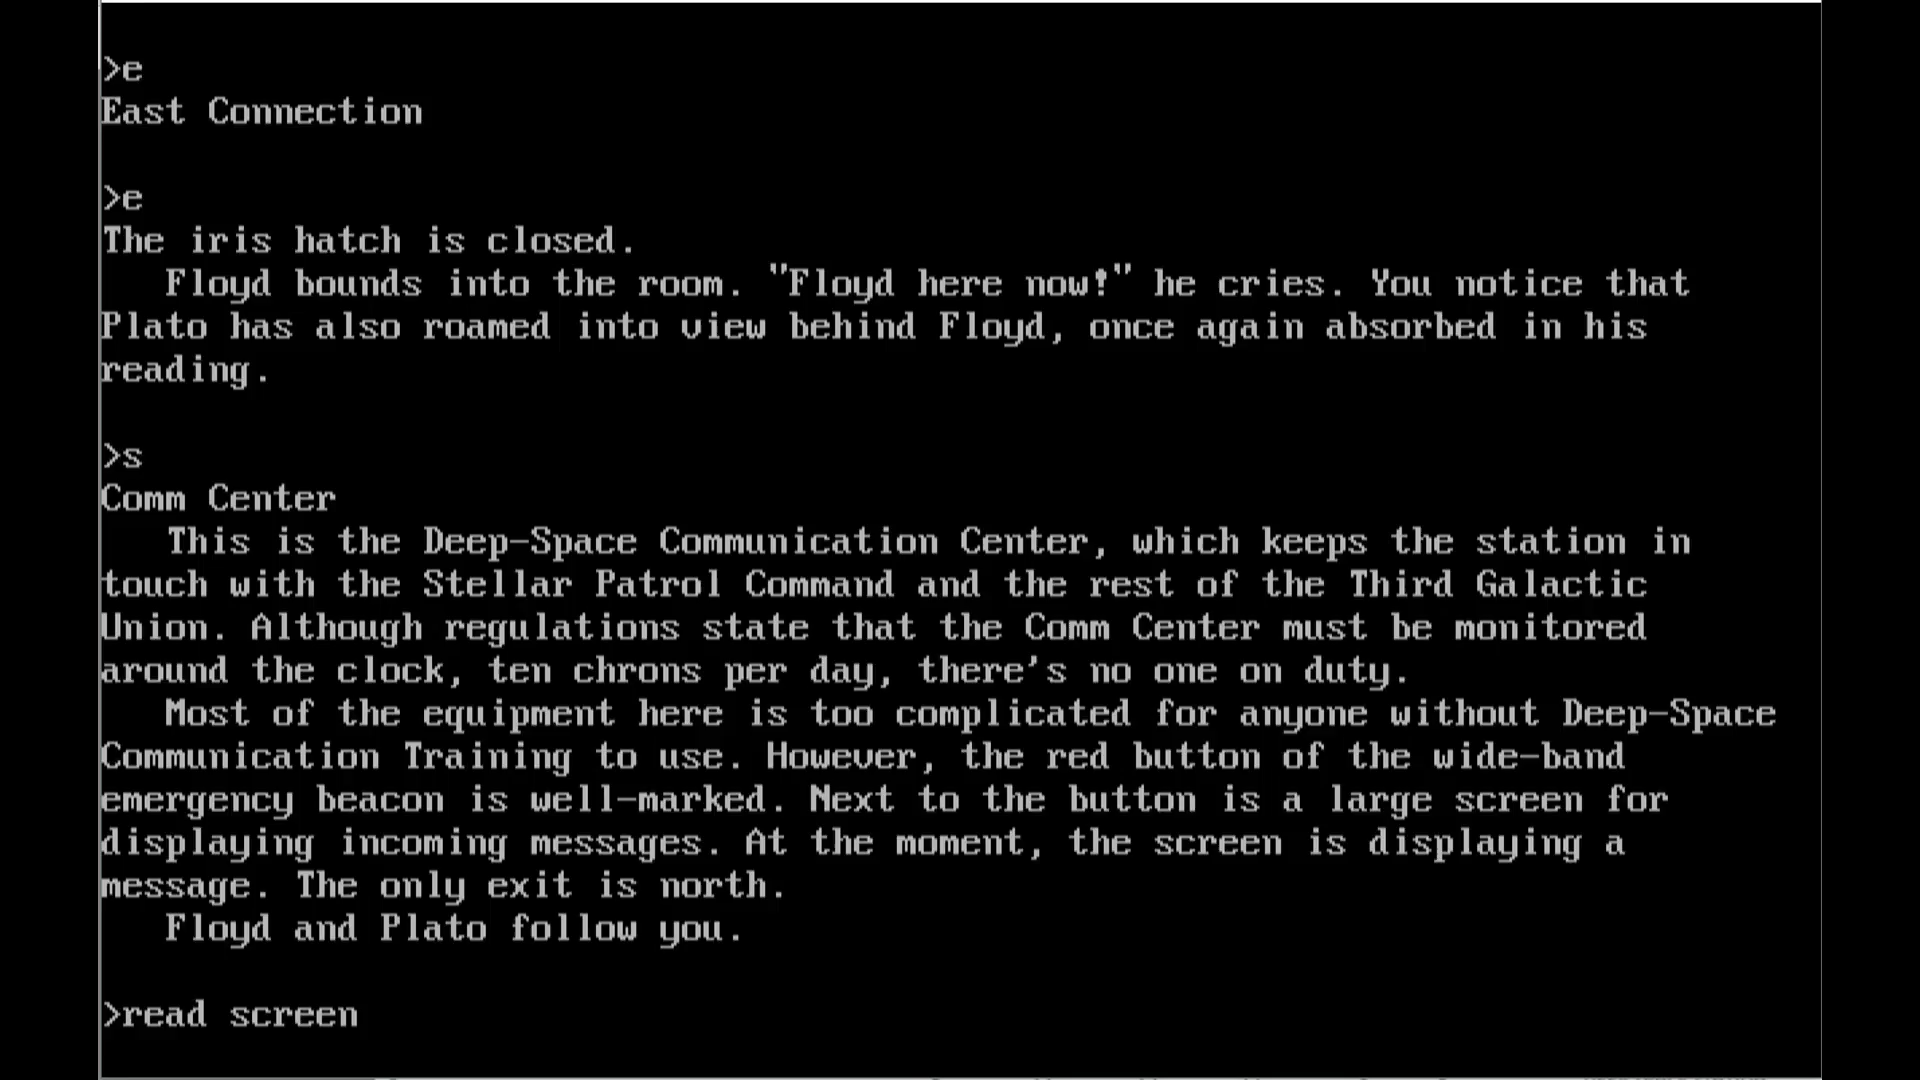 >e
East Connection
>e
The iris hatch is closed.
Floyd bounds into the room. "Floyd here now!" he cries. You notice that
Plato has also roamed into view behind Floyd, once again absorbed in his
reading.
>s
Comm Center
This is the Deep-Space Communication Center, which keeps the station in
touch with the Stellar Patrol Command and the rest of the Third Galactic
Union. Although regulations state that the Comm Center must be monitored
around the clock, ten chrons per day, there's no one on duty.
Most of the equipment here is too complicated for anyone without Deep-Space
Communication Training to use. However, the red button of the wide-band
emergency beacon is well-marked. Next to the button is a large screen for
displaying incoming messages. At the moment, the screen is displaying a
message. The only exit is north.
Floyd and Plato follow you.
>read screen